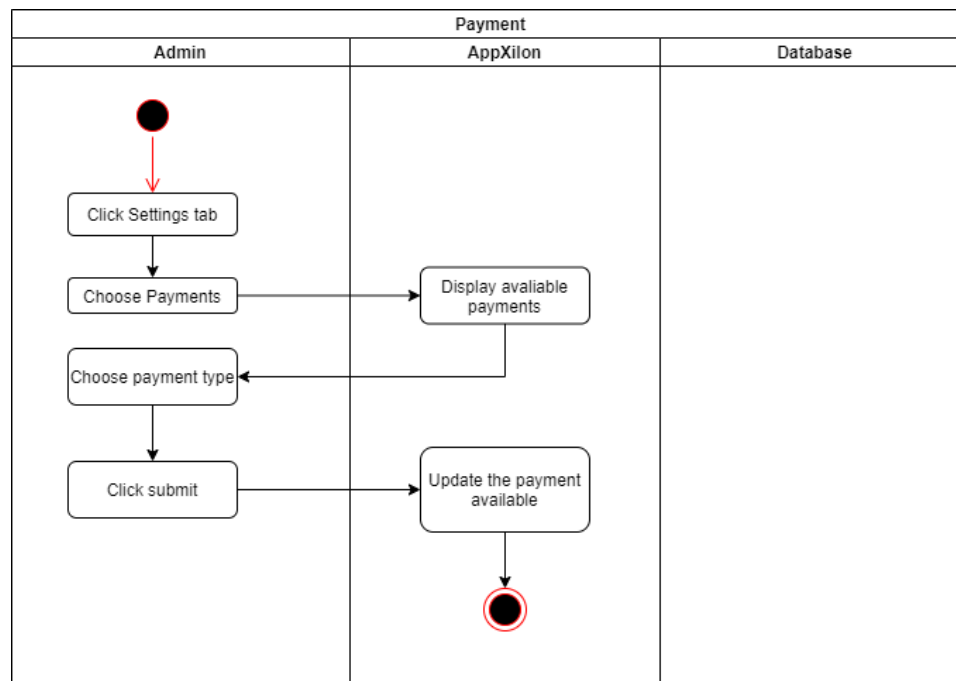 Payment
Admin
AppXilon
Database
Click Settings tab
Choose Payments
Display avaliable
payments
Choose payment type
Click submit
Update the payment
available